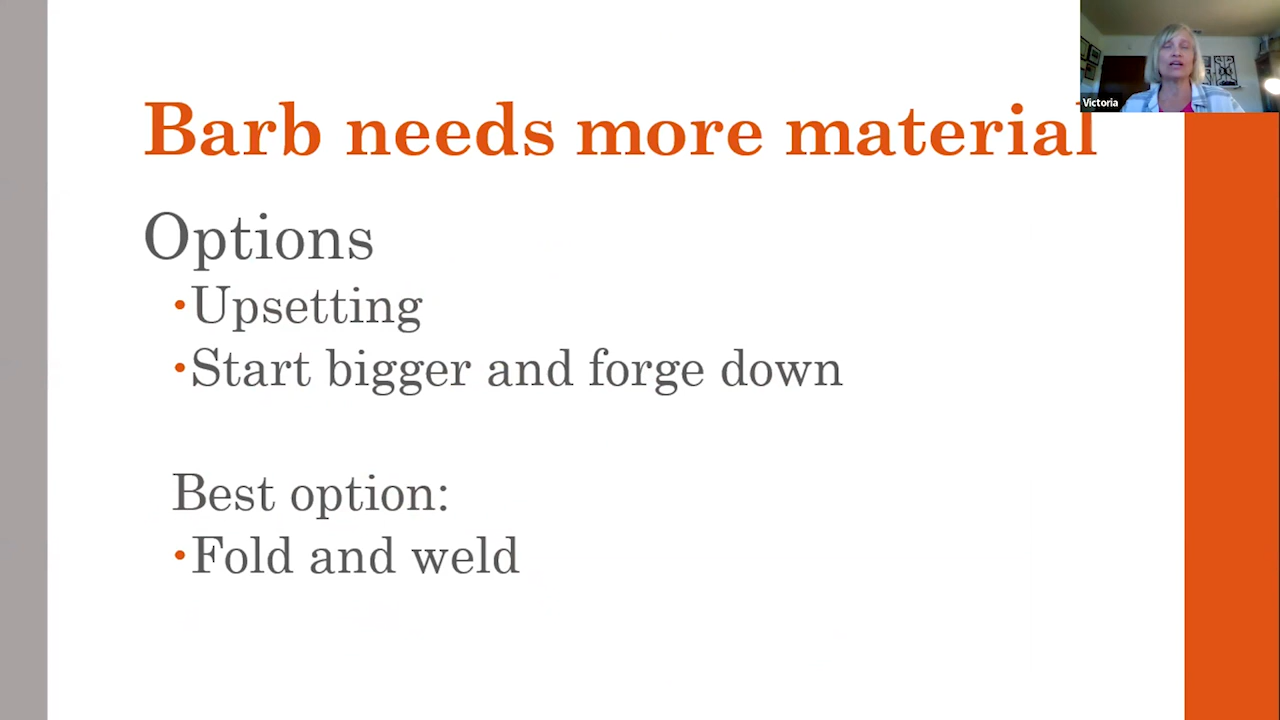 Barb needs more material
Victoria
Options
•Upsetting
•Start bigger and forge down
Best option:
•Fold and weld